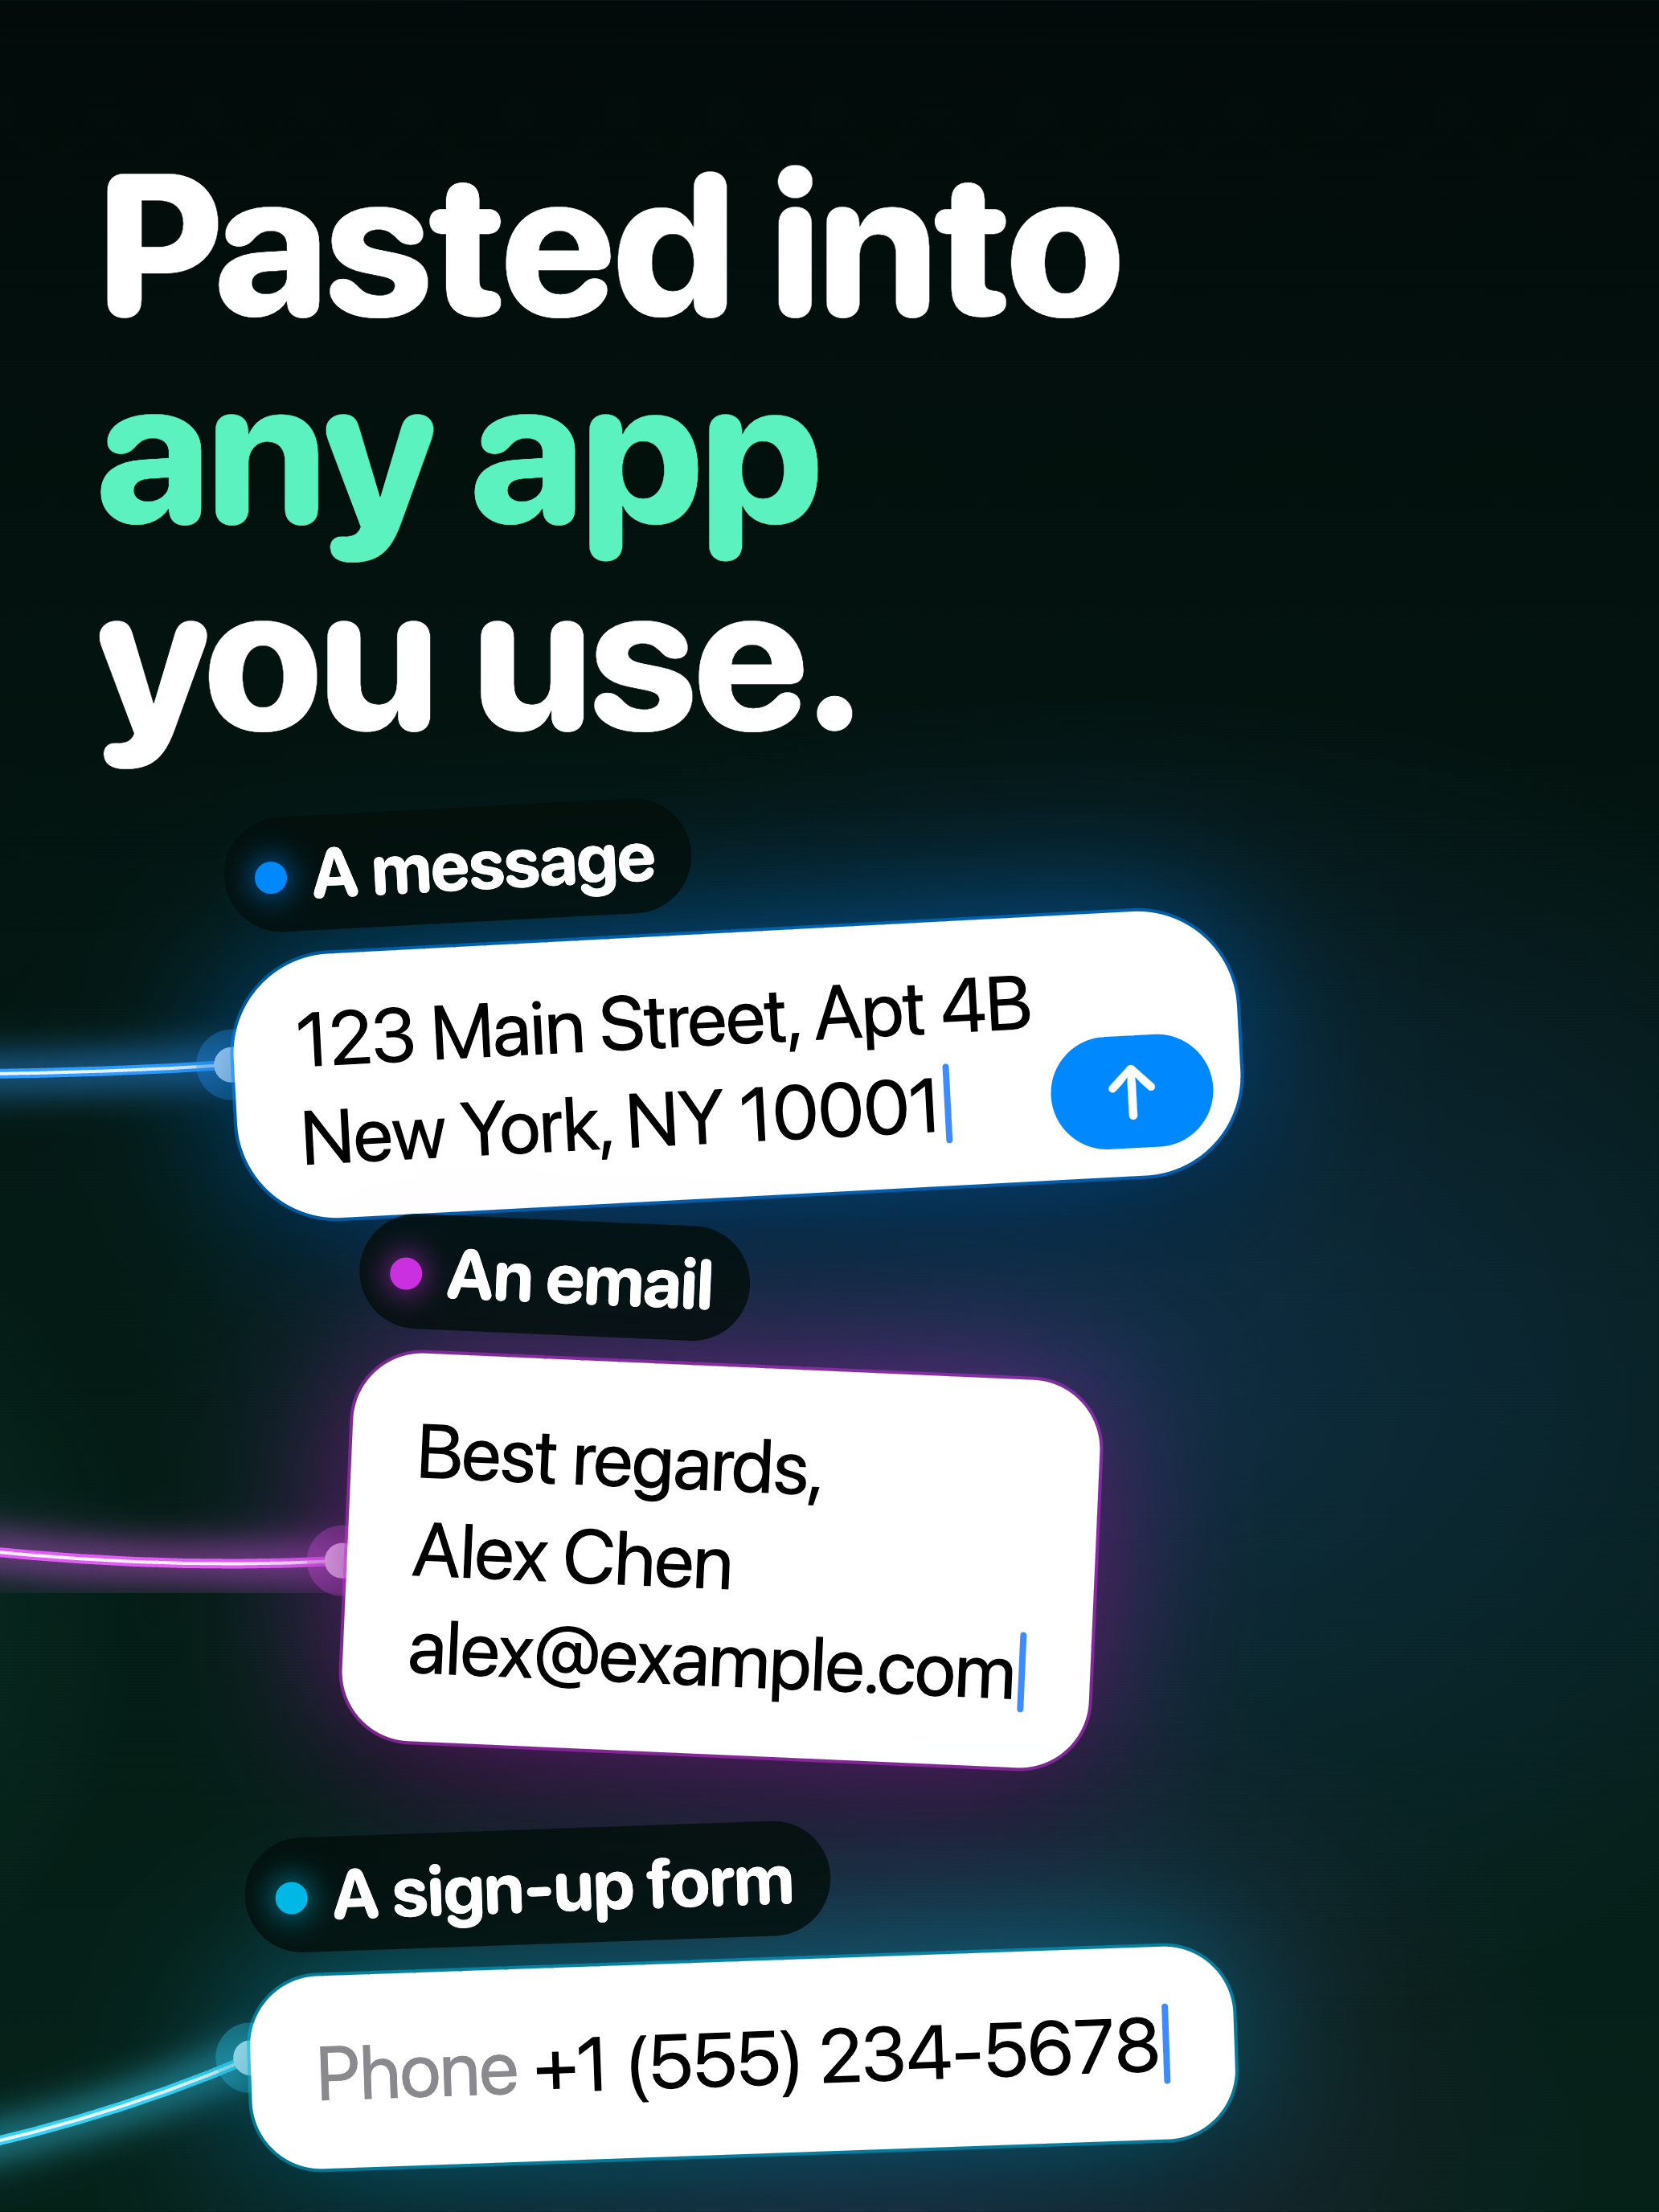 Pasted into
any app
you use.
A message
123 Main Street, Apt 4B
New York, NY 10001
An email
Best regards,
Alex Chen
alex@example.com
A sign-up form
Phone +1 (555) 234-5678